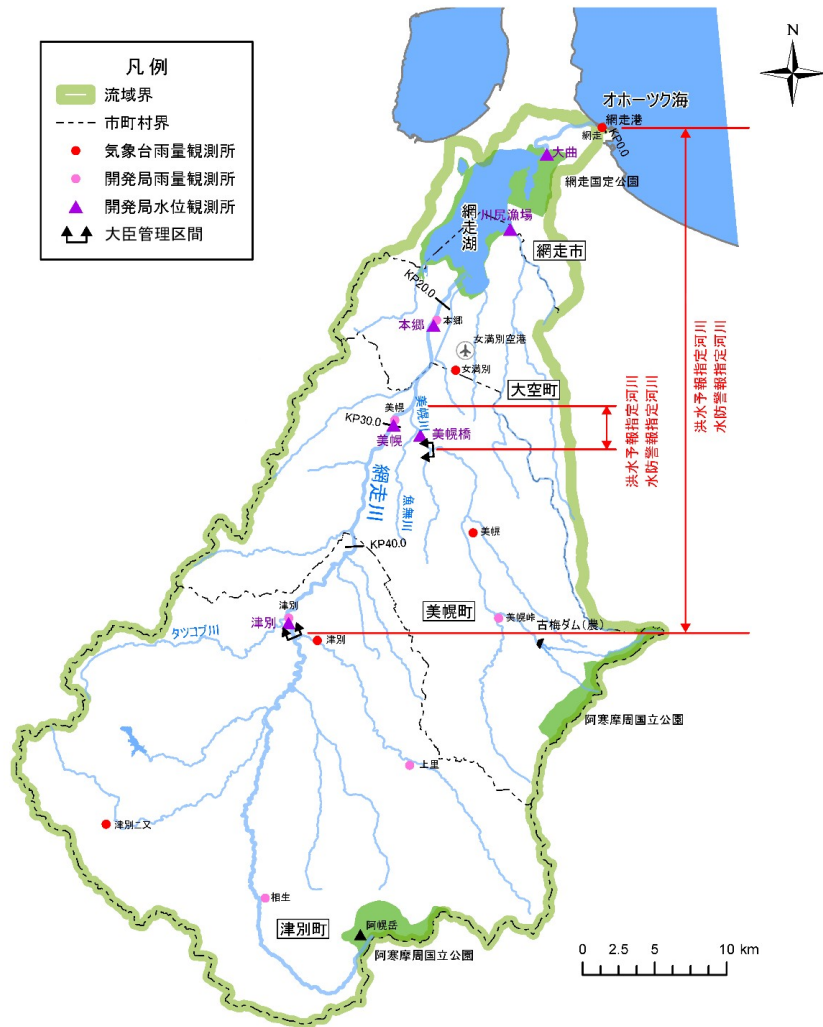 凡例
流域界
市町村界
気象台雨量観測所
開発局雨量観測所
開発局水位観測所
大臣管理区間
N
オホーツク海
網走港
網走
KP0.0
大曲
網走国定公園
網走湖
川尻漁場
網走市
KP20.0
本郷
本郷
女満別空港
女満別
大空町
洪水予報指定河川
水防警報指定河川
洪水予報指定河川
水防警報指定河川
美幌
KP30.0
美幌
美幌川
美幌橋
網走川
魚無川
KP40.0
美幌
美幌町
美幌峠
古梅ダム(農)
津別
津別
タツコブ川
津別
阿寒摩周国立公園
上里
津別二又
相生
津別町
阿幌岳
阿寒摩周国立公園
0 2.5 5 10 km